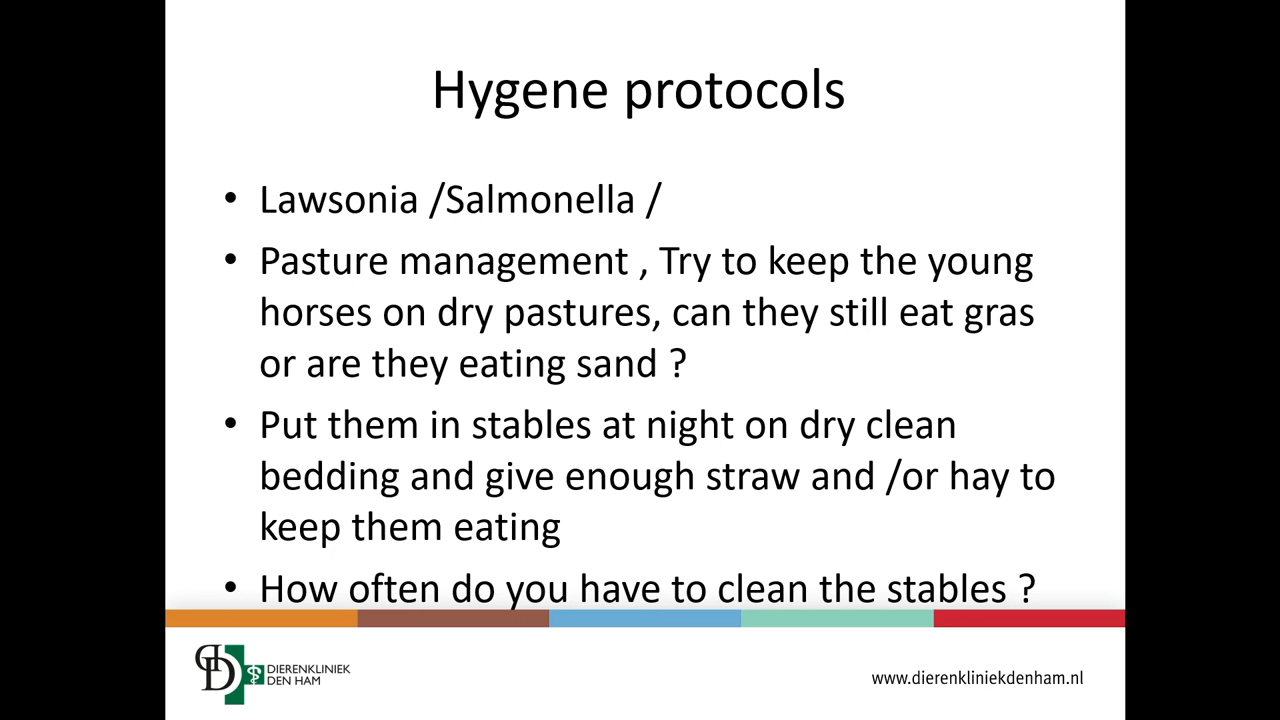 Hygene protocols
• Lawsonia /Salmonella /
• Pasture management , Try to keep the young
horses on dry pastures, can they still eat gras
or are they eating sand ?
• Put them in stables at night on dry clean
bedding and give enough straw and /or hay to
keep them eating
• How often do you have to clean the stables ?
DD
DIERENKLINIEK
DEN HAM
www.dierenkliniekdenham.nl